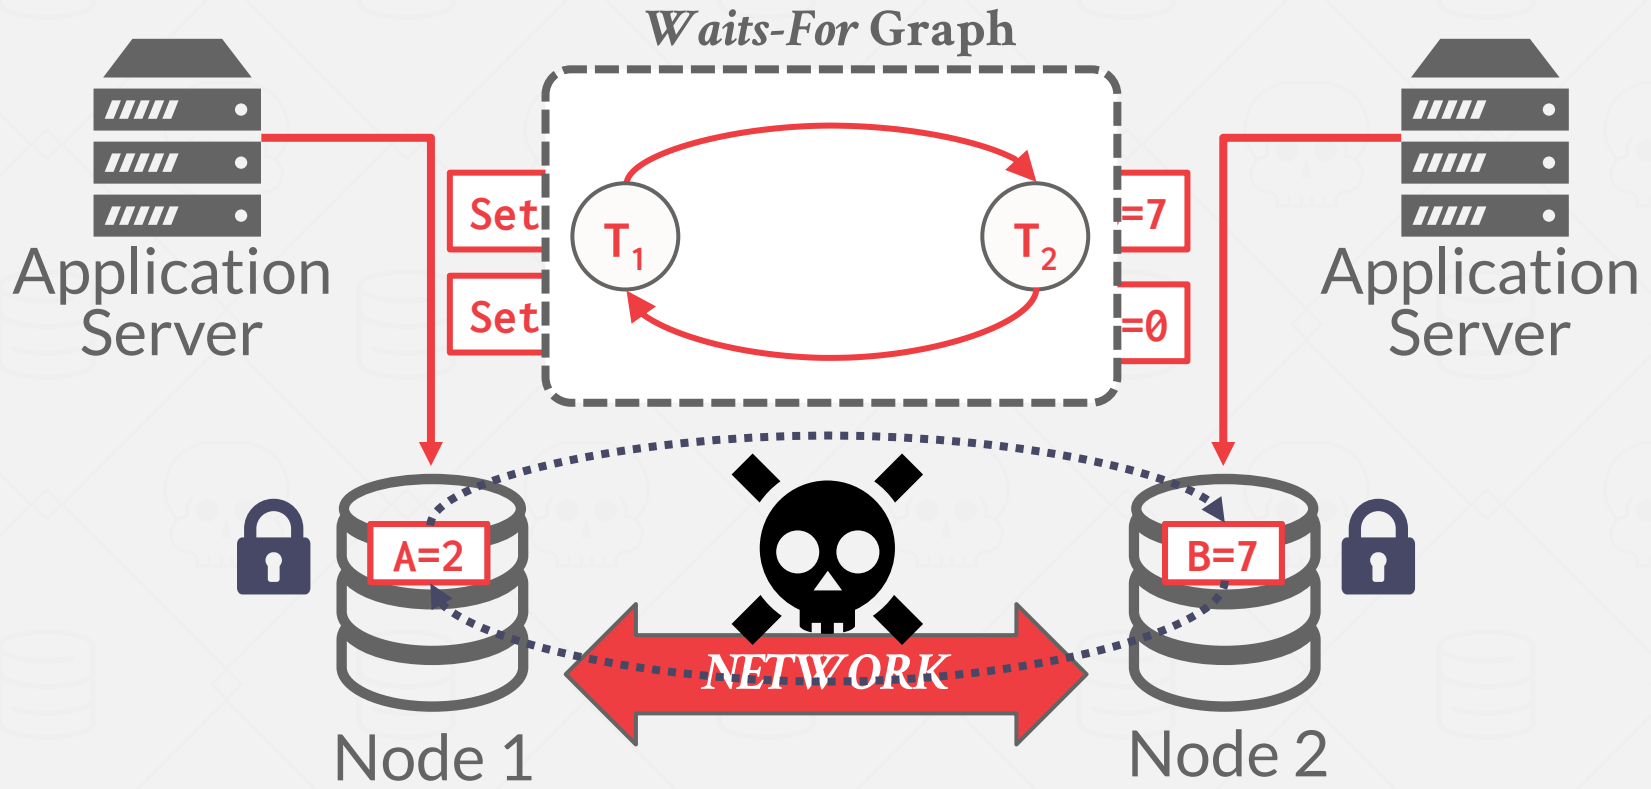 Waits-For Graph
Set
=7
T1
T2
Set
=0
Application
Server
Application
Server
A=2
B=7
NETWORK
Node 1
Node 2